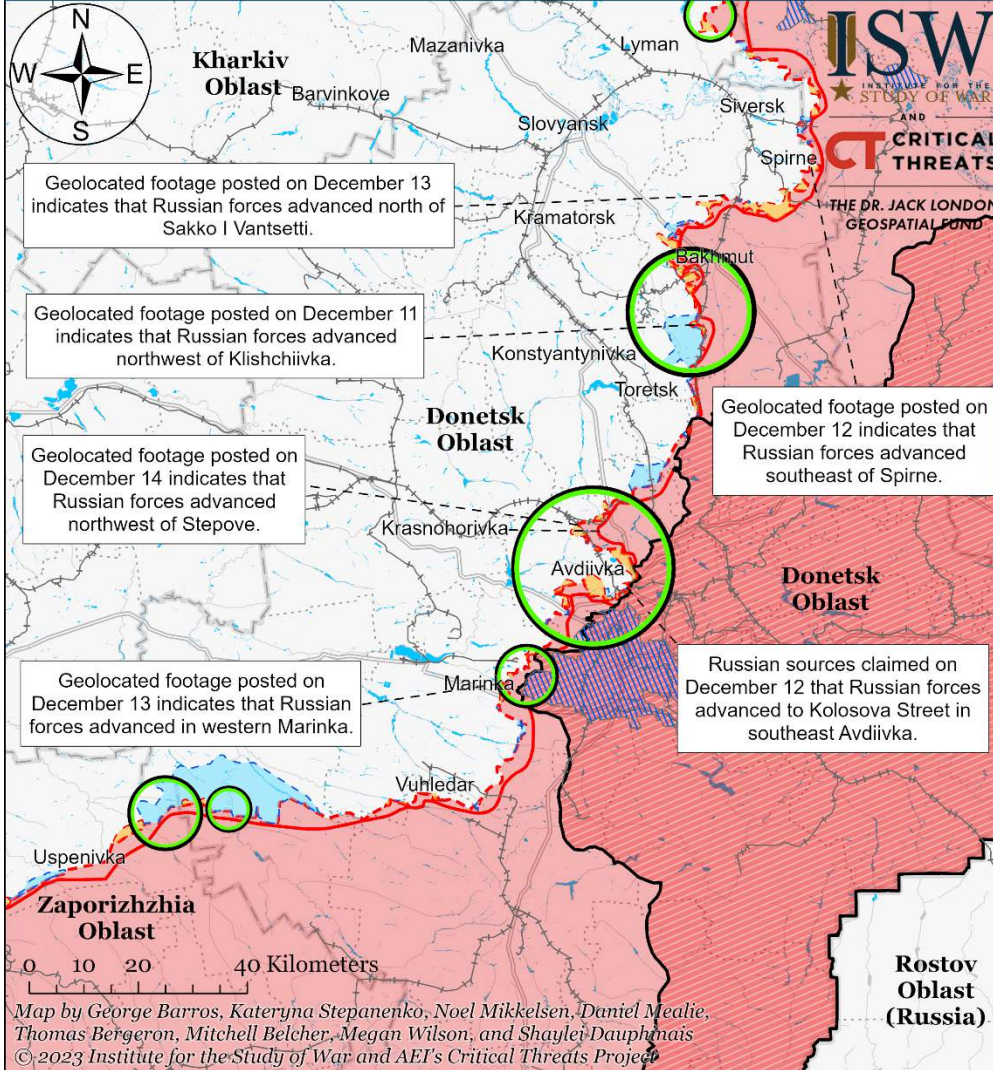 N
W
E
S
Kharkiv
Oblast
Mazanivka
Lyman
Barvinkove
Slovyansk
Siversk
Spirne
ISW
INSTITUTE FOR THE
STUDY OF WAR
AND
CT CRITICAL
THREATS
THE DR. JACK LONDON
GEOSPATIAL FUND
Geolocated footage posted on December 13
indicates that Russian forces advanced north of
Sakko I Vantsetti.
Kramatorsk
Bakhmut
Geolocated footage posted on December 11
indicates that Russian forces advanced
northwest of Klishchiivka.
Konstyantynivka
Toretsk
Donetsk
Oblast
Geolocated footage posted on
December 12 indicates that
Russian forces advanced
southeast of Spirne.
Geolocated footage posted on
December 14 indicates that
Russian forces advanced
northwest of Stepove.
Krasnohorivka
Avdiivka
Donetsk
Oblast
Geolocated footage posted on
December 13 indicates that Russian
forces advanced in western Marinka.
Marinka
Russian sources claimed on
December 12 that Russian forces
advanced to Kolosova Street in
southeast Avdiivka.
Vuhledar
Uspenivka
Zaporizhzhia
Oblast
0 10 20 40 Kilometers
Rostov
Oblast
(Russia)
Map by George Barros, Kateryna Stepanenko, Noel Mikkelsen, Daniel Mealie,
Thomas Bergeron, Mitchell Belcher, Megan Wilson, and Shaylei Dauphinais
© 2023 Institute for the Study of War and AEI's Critical Threats Project